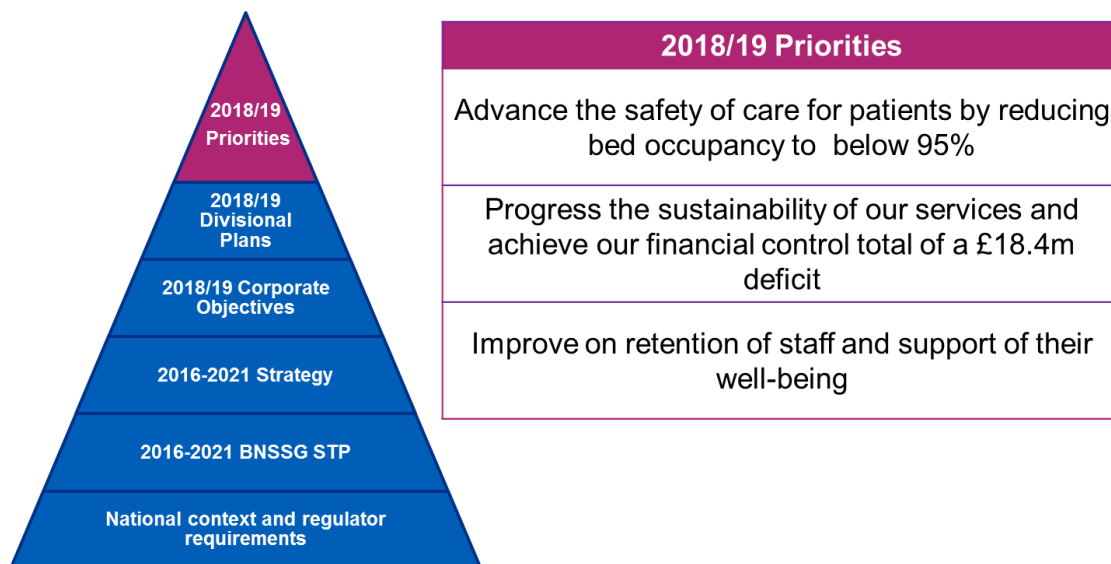 2018/19
Priorities
2018/19
Divisional
Plans
2018/19 Corporate
Objectives
2016-2021 Strategy
2016-2021 BNSSG STP
National context and regulator
requirements
2018/19 Priorities
Advance the safety of care for patients by reducing
bed occupancy to  below 95%
Progress the sustainability of our services and
achieve our financial control total of a £18.4m
deficit
Improve on retention of staff and support of their
well-being